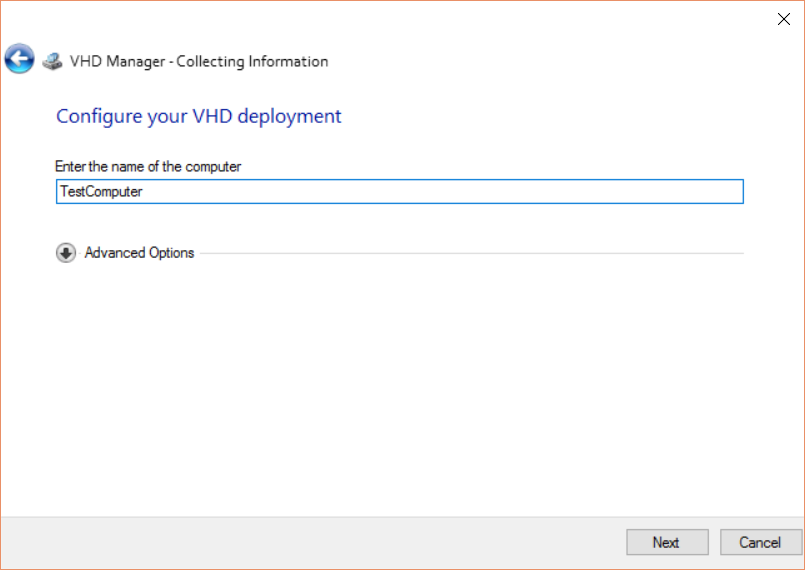 VHD Manager - Collecting Information
Configure your VHD deployment
Enter the name of the computer
TestComputer
Advanced Options
Next
Cancel